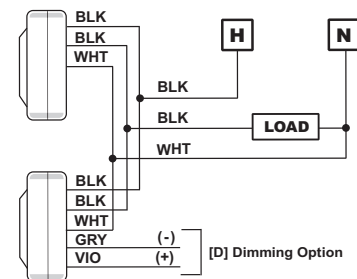 BLK
BLK
WHT
H
N
BLK
BLK
LOAD
WHT
BLK
BLK
WHT
GRY (-)
VIO (+)
[D] Dimming Option